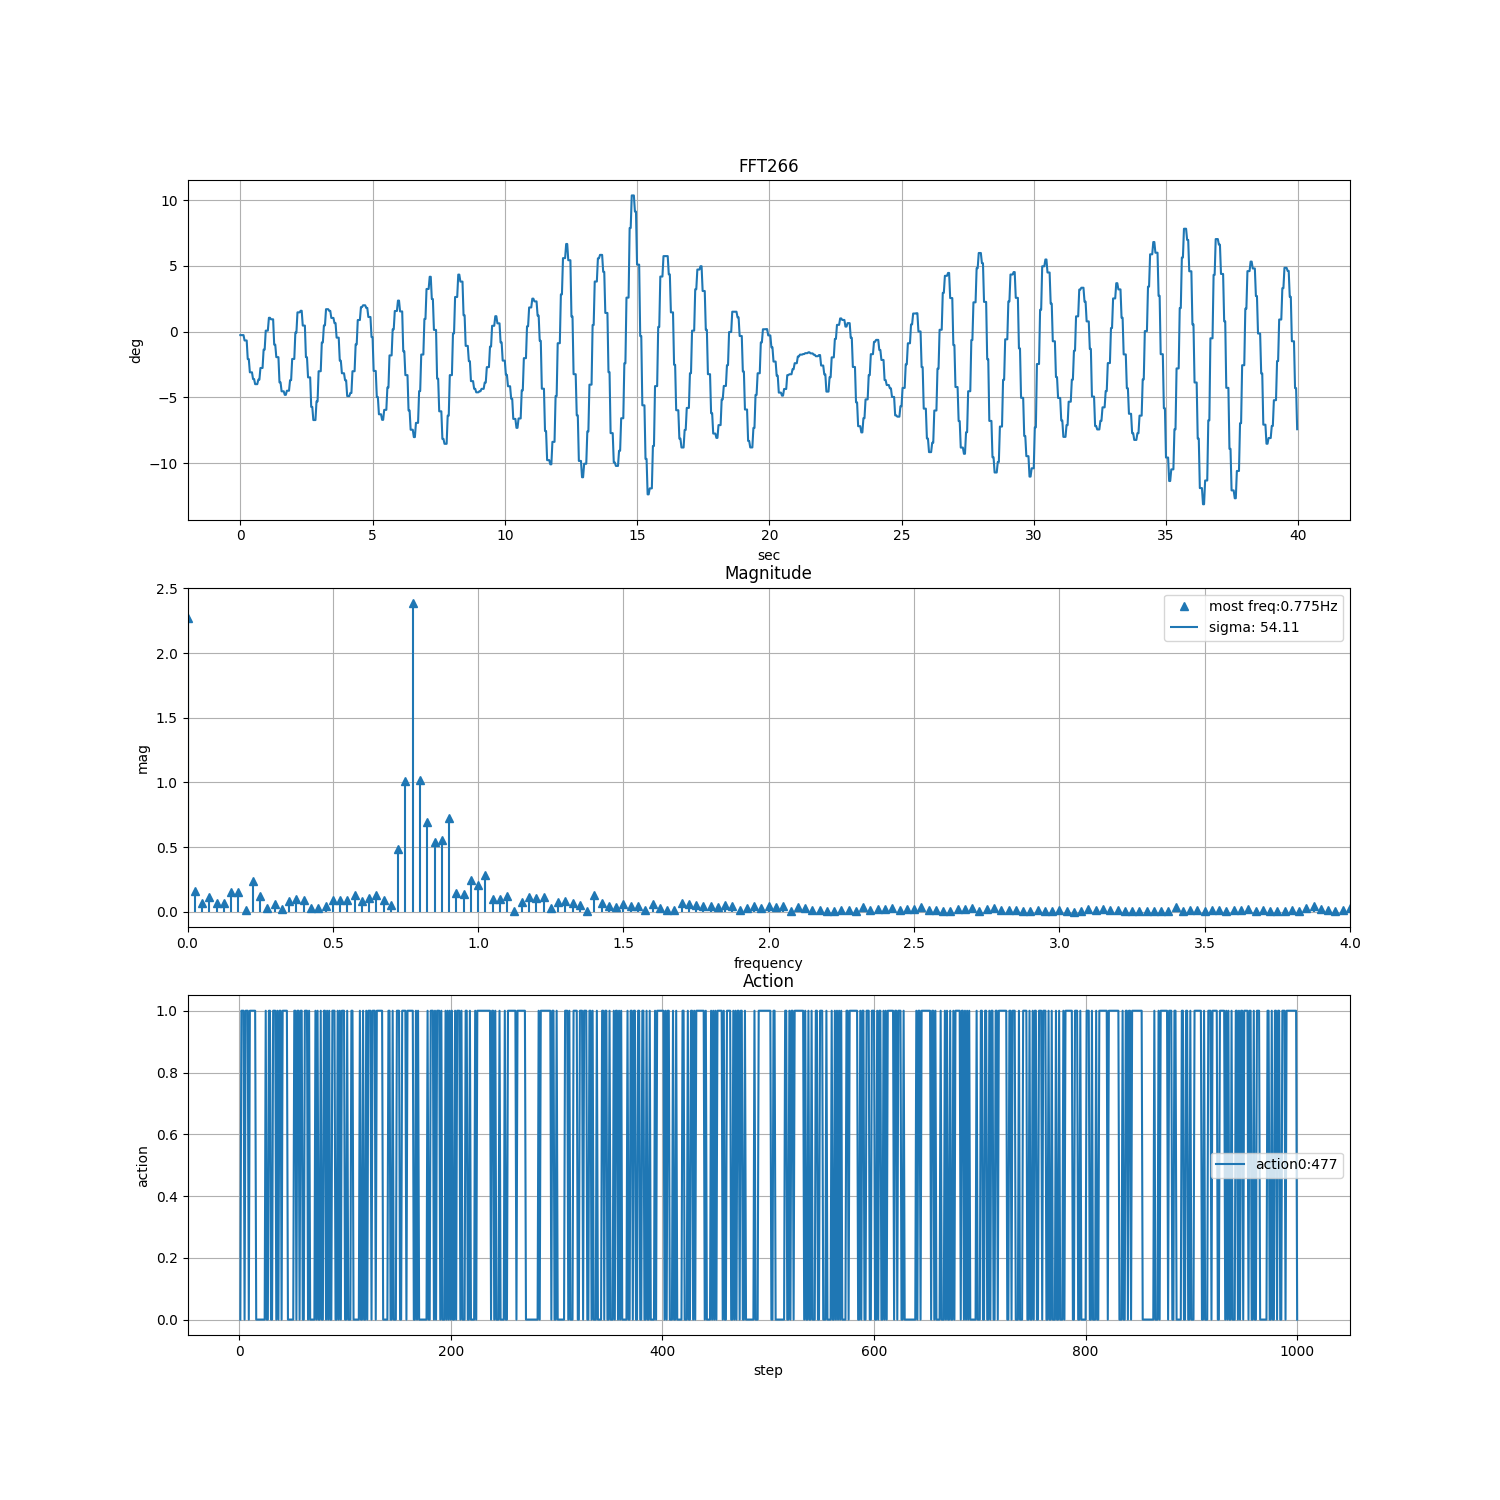 FFT266
10
5
0
−5
−10
deg
0 5 10 15 20 25 30 35 40
sec
Magnitude
2.5
2.0
1.5
1.0
0.5
0.0
mag
most freq:0.775Hz
sigma: 54.11
0.0 0.5 1.0 1.5 2.0 2.5 3.0 3.5 4.0
frequency
Action
1.0
0.8
0.6
0.4
0.2
0.0
action
action0:477
0 200 400 600 800 1000
step